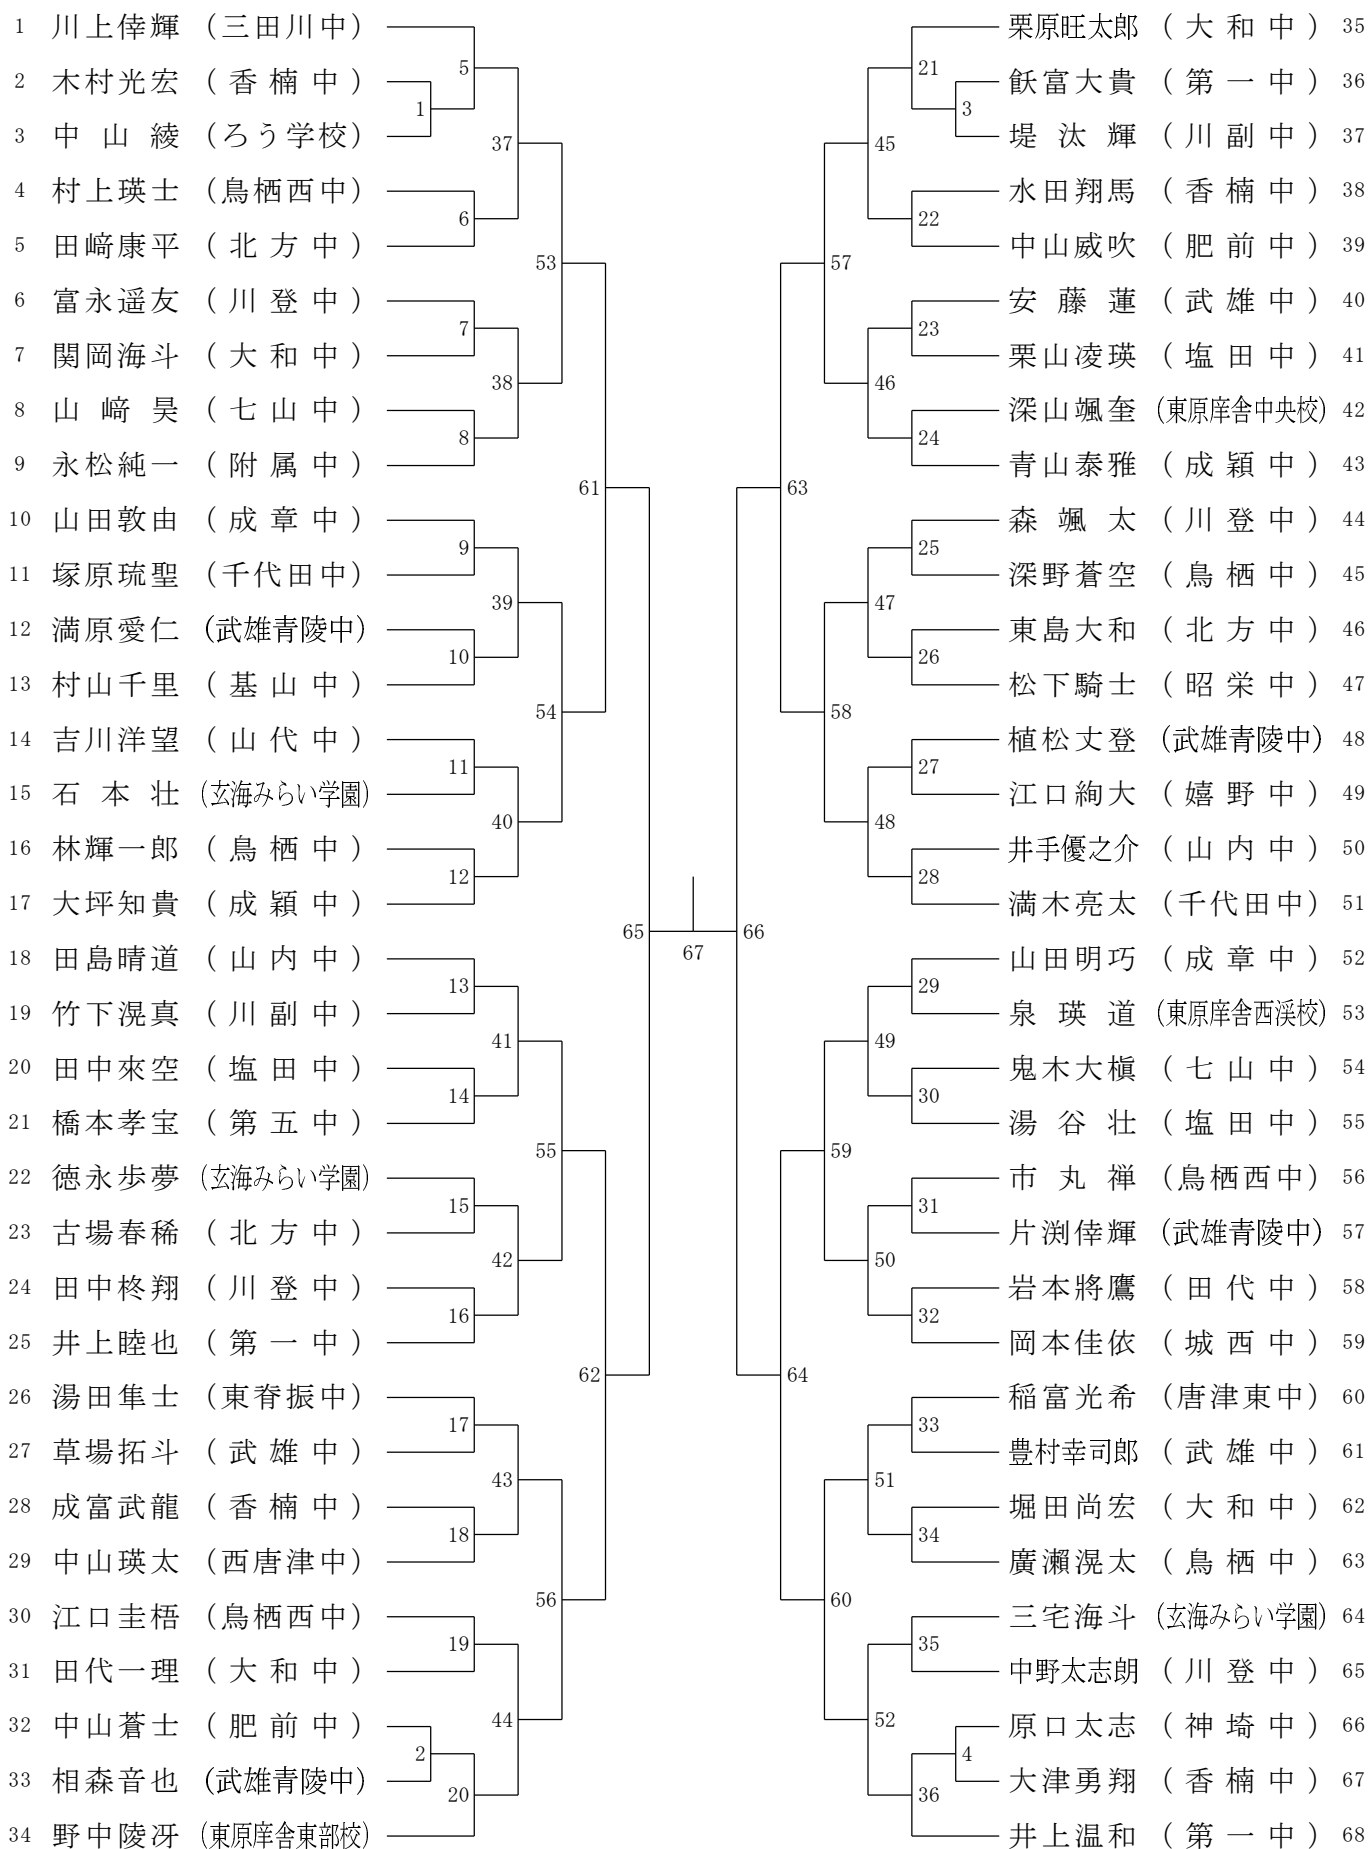 1 川上倖輝 (三田川中)
2 木村光宏 (香楠中)
3 中山綾 (ろう学校)
4 村上瑛士 (鳥栖西中)
5 田﨑康平 (北方中)
6 富永遥友 (川登中)
7 関岡海斗 (大和中)
8 山﨑昊 (七山中)
9 永松純一 (附属中)
10 山田敦由 (成章中)
11 塚原琉聖 (千代田中)
12 満原愛仁 (武雄青陵中)
13 村山千里 (基山中)
14 吉川洋望 (山代中)
15 石本壮 (玄海みらい学園)
16 林輝一郎 (鳥栖中)
17 大坪知貴 (成穎中)
18 田島晴道 (山内中)
19 竹下滉真 (川副中)
20 田中來空 (塩田中)
21 橋本孝宝 (第五中)
22 徳永歩夢 (玄海みらい学園)
23 古場春稀 (北方中)
24 田中柊翔 (川登中)
25 井上睦也 (第一中)
26 湯田隼士 (東脊振中)
27 草場拓斗 (武雄中)
28 成富武龍 (香楠中)
29 中山瑛太 (西唐津中)
30 江口圭梧 (鳥栖西中)
31 田代一理 (大和中)
32 中山蒼士 (肥前中)
33 相森音也 (武雄青陵中)
34 野中陵冴 (東原庠舎東部校)
1
2
5
6
7
8
9
10
11
12
13
14
15
16
17
18
19
20
37
38
39
40
41
42
43
44
53
54
55
56
61
62
65
67
66
63
64
57
58
59
60
45
46
47
48
49
50
51
52
21
22
23
24
25
26
27
28
29
30
31
32
33
34
35
36
3
4
栗原旺太郎 (大和中) 35
飫富大貴 (第一中) 36
堤汰輝 (川副中) 37
水田翔馬 (香楠中) 38
中山威吹 (肥前中) 39
安藤蓮 (武雄中) 40
栗山凌瑛 (塩田中) 41
深山颯奎 (東原庠舎中央校) 42
青山泰雅 (成穎中) 43
森颯太 (川登中) 44
深野蒼空 (鳥栖中) 45
東島大和 (北方中) 46
松下騎士 (昭栄中) 47
植松丈登 (武雄青陵中) 48
江口絢大 (嬉野中) 49
井手優之介 (山内中) 50
満木亮太 (千代田中) 51
山田明巧 (成章中) 52
泉瑛道 (東原庠舎西渓校) 53
鬼木大槇 (七山中) 54
湯谷壮 (塩田中) 55
市丸禅 (鳥栖西中) 56
片渕倖輝 (武雄青陵中) 57
岩本將鷹 (田代中) 58
岡本佳依 (城西中) 59
稲富光希 (唐津東中) 60
豊村幸司郎 (武雄中) 61
堀田尚宏 (大和中) 62
廣瀬滉太 (鳥栖中) 63
三宅海斗 (玄海みらい学園) 64
中野太志朗 (川登中) 65
原口太志 (神埼中) 66
大津勇翔 (香楠中) 67
井上温和 (第一中) 68